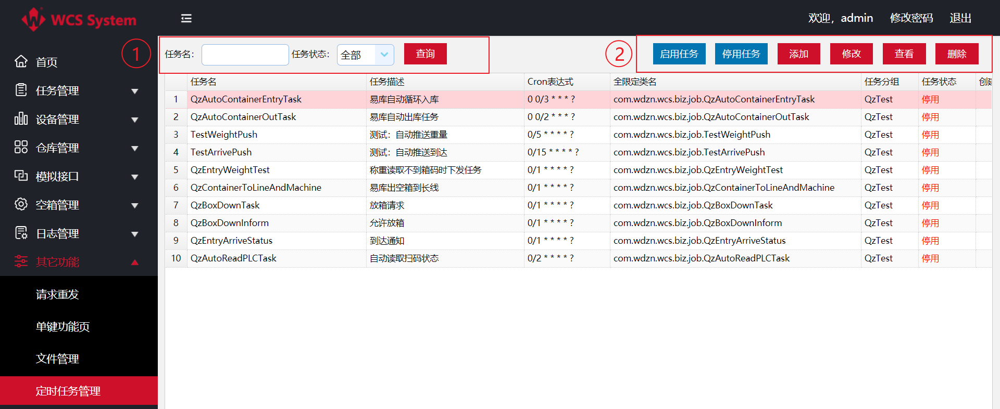 WCS System
欢迎，admin 修改密码 退出
首页
任务管理
设备管理
仓库管理
模拟接口
空箱管理
日志管理
其它功能
请求重发
单键功能页
文件管理
定时任务管理
1
任务名： 任务状态： 全部 查询
2
启用任务 停用任务 添加 修改 查看 删除
任务名 任务描述 Cron表达式 全限定类名 任务分组 任务状态 创建
1 QzAutoContainerEntryTask 易库自动循环入库 0 0/3 * * * ? com.wdzn.wcs.biz.job.QzAutoContainerEntryTask QzTest 停用
2 QzAutoContainerOutTask 易库自动出库任务 0 0/2 * * * ? com.wdzn.wcs.biz.job.QzAutoContainerOutTask QzTest 停用
3 TestWeightPush 测试：自动推送重量 0/5 * * * * ? com.wdzn.wcs.biz.job.TestWeightPush QzTest 停用
4 TestArrivePush 测试：自动推送到达 0/15 * * * * ? com.wdzn.wcs.biz.job.TestArrivePush QzTest 停用
5 QzEntryWeightTest 称重读取不到箱码时下发任务 0/1 * * * * ? com.wdzn.wcs.biz.job.QzEntryWeightTest QzTest 停用
6 QzContainerToLineAndMachine 易库出空箱到长线 0/1 * * * * ? com.wdzn.wcs.biz.job.QzContainerToLineAndMachine QzTest 停用
7 QzBoxDownTask 放箱请求 0/1 * * * * ? com.wdzn.wcs.biz.job.QzBoxDownTask QzTest 停用
8 QzBoxDownInform 允许放箱 0/1 * * * * ? com.wdzn.wcs.biz.job.QzBoxDownInform QzTest 停用
9 QzEntryArriveStatus 到达通知 0/1 * * * * ? com.wdzn.wcs.biz.job.QzEntryArriveStatus QzTest 停用
10 QzAutoReadPLCTask 自动读取扫码状态 0/2 * * * * ? com.wdzn.wcs.biz.job.QzAutoReadPLCTask QzTest 停用